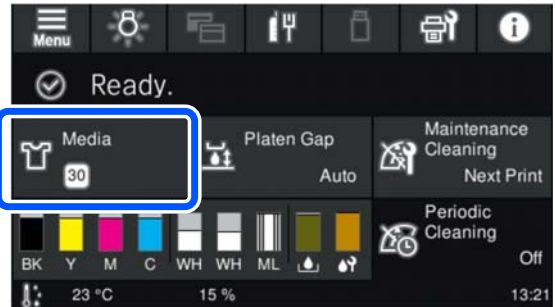 Menu
Ready.
Media
30
Platen Gap
Auto
Maintenance
Cleaning
Next Print
BK Y M C WH WH ML
Periodic
Cleaning
Off
23 °C 15 % 13:21